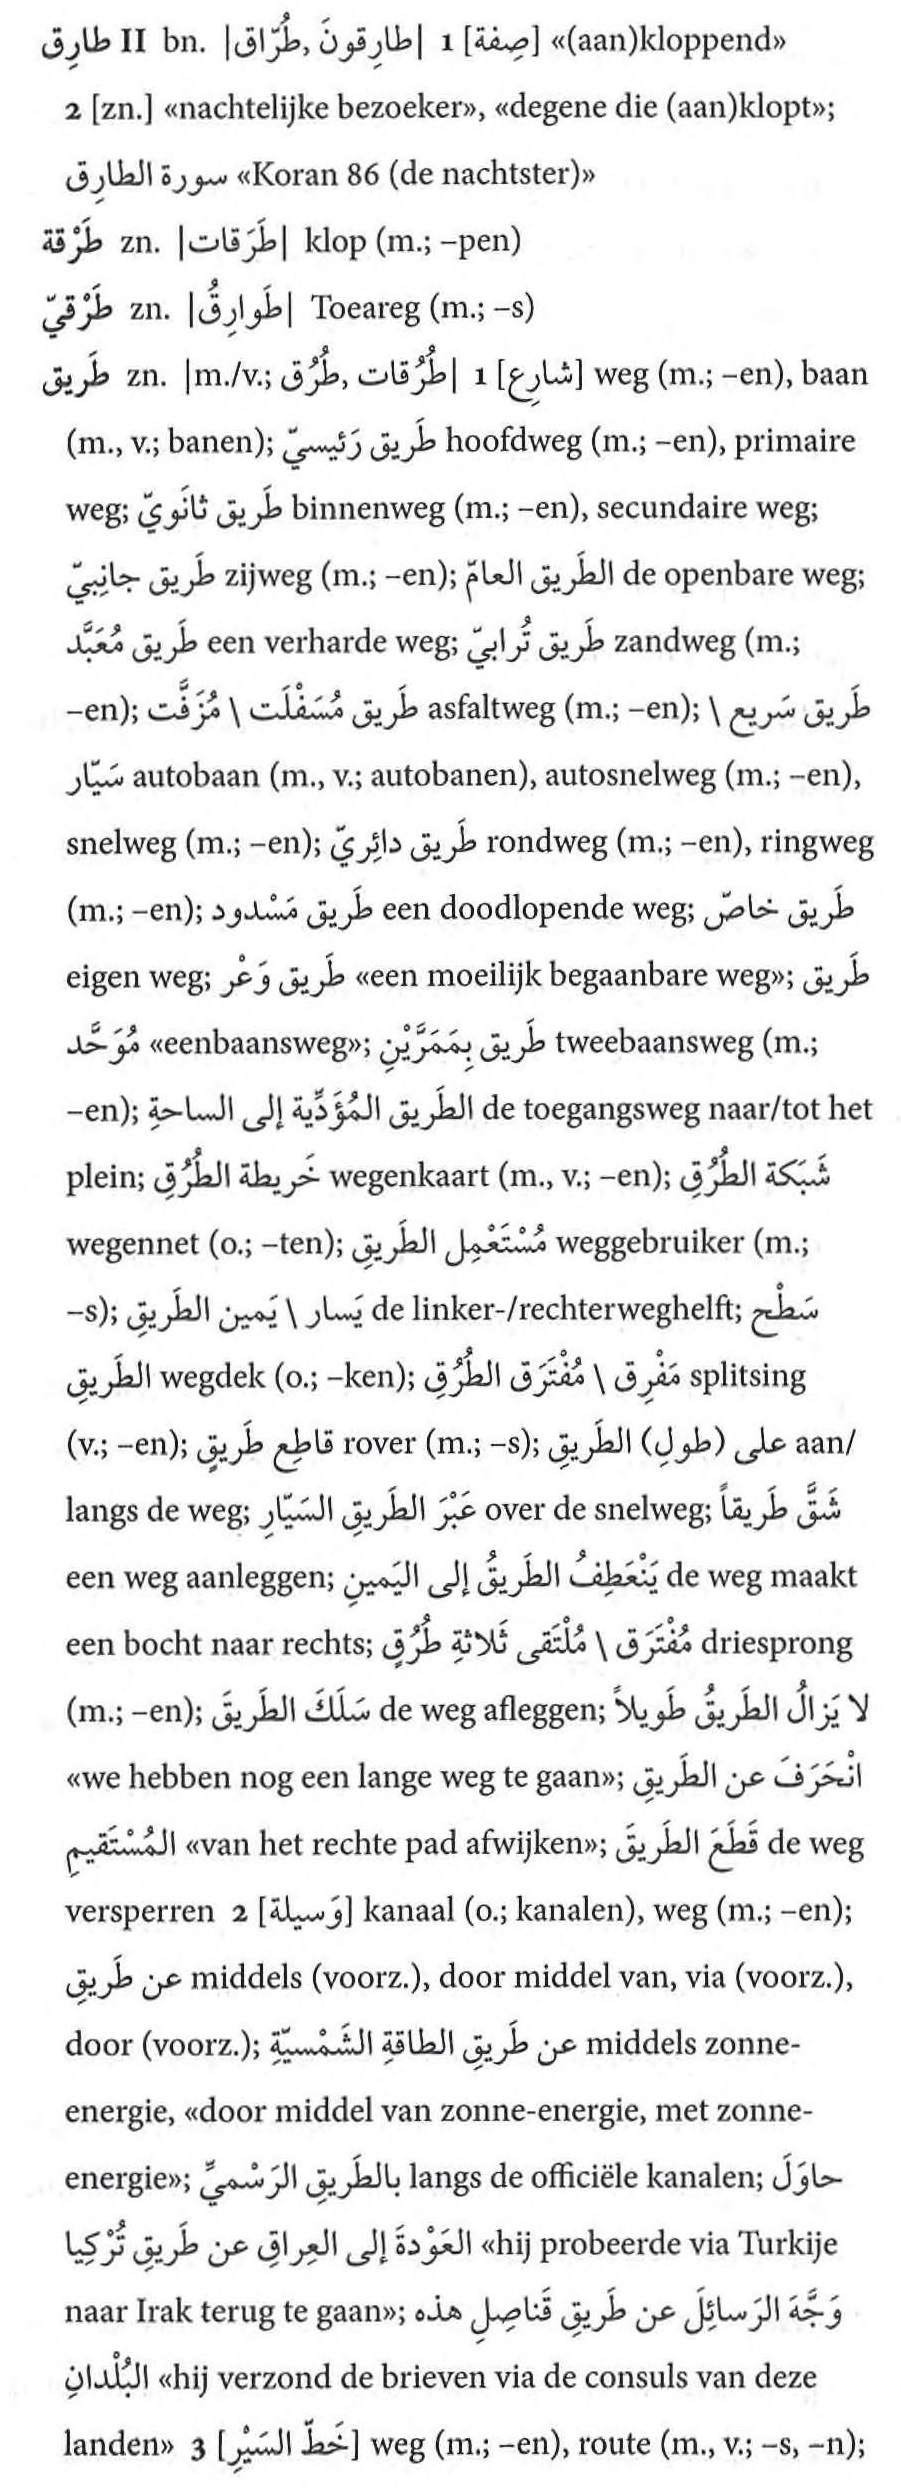 طارِق II bn. |طارِقونَ, طُرّاق| 1 [صِفة] «(aan)kloppend»
2 [zn.] «nachtelijke bezoeker», «degene die (aan)klopt»;
سورة الطارِق «Koran 86 (de nachtster)»
طَرْقة zn. |طَرَقات| klop (m.; –pen)
طَرْقيّ zn. |طَوارِقُ| Toeareg (m.; –s)
طَريق zn. |m./v.; طُرُق, طُرُقات| 1 [شارِع] weg (m.; –en), baan
(m., v.; banen); طَريق رَئيسيّ hoofdweg (m.; –en), primaire
weg; طَريق ثانَويّ binnenweg (m.; –en), secundaire weg;
طَريق جانِبيّ zijweg (m.; –en); الطَريق العامّ de openbare weg;
طَريق مُعَبَّد een verharde weg; طَريق تُرابيّ zandweg (m.;
–en); طَريق مُسَفْلَت \ مُزَفَّت asfaltweg (m.; –en); طَريق سَريع \
سَيّار autobaan (m., v.; autobanen), autosnelweg (m.; –en),
snelweg (m.; –en); طَريق دائِريّ rondweg (m.; –en), ringweg
(m.; –en); طَريق مَسْدود een doodlopende weg; طَريق خاصّ
eigen weg; طَريق وَعْر «een moeilijk begaanbare weg»; طَريق
مُوَحَّد «eenbaansweg»; طَريق بِمَمَرَّيْنِ tweebaansweg (m.;
–en); الطَريق المُؤَدِّية إلى الساحةِ de toegangsweg naar/tot het
plein; خَريطة الطُرُقِ wegenkaart (m., v.; –en); شَبَكة الطُرُقِ
wegennet (o.; –ten); مُسْتَعْمِل الطَريقِ weggebruiker (m.;
–s); يَسار \ يَمين الطَريقِ de linker-/rechterweghelft; سَطْح
الطَريقِ wegdek (o.; –ken); مَفْرِق \ مُفْتَرَق الطُرُقِ splitsing
(v.; –en); قاطِع طَريقٍ rover (m.; –s); على (طولِ) الطَريقِ aan/
langs de weg; عَبْرَ الطَريقِ السَيّارِ over de snelweg; شَقَّ طَريقاً
een weg aanleggen; يَنْعَطِفُ الطَريقُ إلى اليَمينِ de weg maakt
een bocht naar rechts; مُفْتَرَق \ مُلْتَقى ثَلاثةِ طُرُقٍ driesprong
(m.; –en); سَلَكَ الطَريقَ de weg afleggen; لا يَزالُ الطَريقُ طَويلاً
«we hebben nog een lange weg te gaan»; انْحَرَفَ عن الطَريقِ
المُسْتَقيمِ «van het rechte pad afwijken»; قَطَعَ الطَريقَ de weg
versperren 2 [وَسيلة] kanaal (o.; kanalen), weg (m.; –en);
عن طَريقِ middels (voorz.), door middel van, via (voorz.),
door (voorz.); عن طَريقِ الطاقةِ الشَمْسيّةِ middels zonne-
energie, «door middel van zonne-energie, met zonne-
energie»; بالطَريقِ الرَسْميِّ langs de officiële kanalen; حاوَلَ
العَوْدةَ إلى العِراقِ عن طَريقِ تُرْكِيا «hij probeerde via Turkije
naar Irak terug te gaan»; وَجَّهَ الرَسائِلَ عن طَريقِ قَناصِلِ هذه
البُلْدانِ «hij verzond de brieven via de consuls van deze
landen» 3 [خَطّ السَيْرِ] weg (m.; –en), route (m., v.; –s, –n);